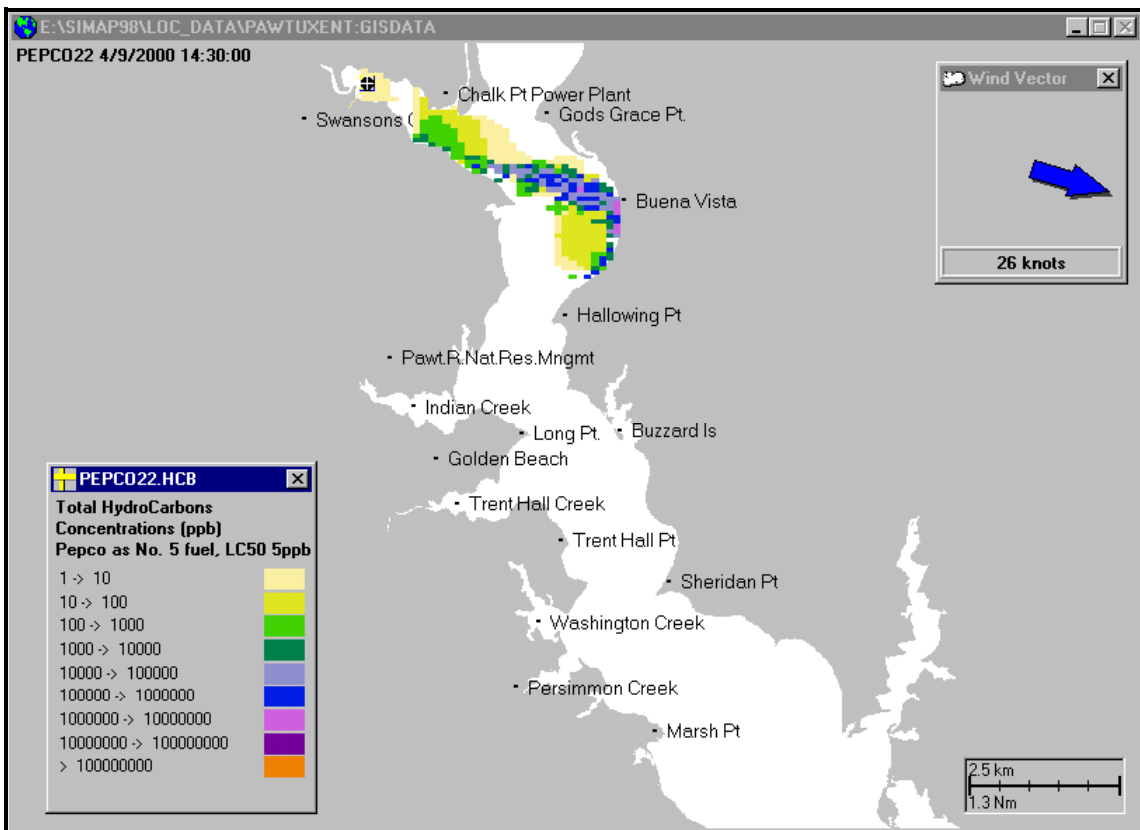 E:\SIMAP98\LOC_DATA\PAWTUXENT:GISDATA
PEPCO22 4/9/2000 14:30:00
Wind Vector
26 knots
Chalk Pt Power Plant
Gods Grace Pt.
Swansons
Buena Vista
Hallowing Pt
Pawt.R.Nat.Res.Mngmt
Indian Creek
Long Pt.
Buzzard Is
Golden Beach
Trent Hall Creek
Trent Hall Pt
Sheridan Pt
Washington Creek
Persimmon Creek
Marsh Pt
PEPCO22.HCB
Total HydroCarbons
Concentrations (ppb)
Pepco as No. 5 fuel, LC50 5ppb
1 -> 10
10 -> 100
100 -> 1000
1000 -> 10000
10000 -> 100000
100000 -> 1000000
1000000 -> 10000000
10000000 -> 100000000
> 100000000
2.5 km
1.3 Nm